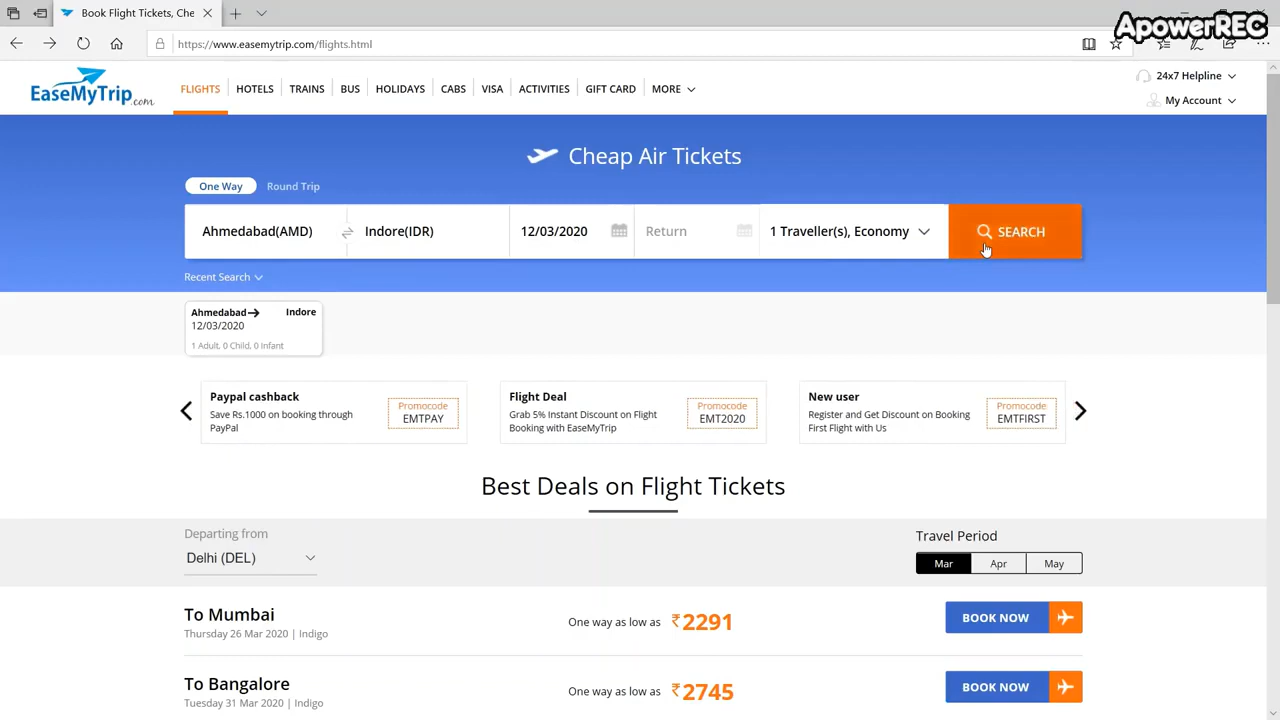 Book Flight Tickets, Che
ApowerREC
https://www.easemytrip.com/flights.html
EaseMyTrip.com
FLIGHTS
HOTELS
TRAINS
BUS
HOLIDAYS
CABS
VISA
ACTIVITIES
GIFT CARD
MORE
24x7 Helpline
My Account
Cheap Air Tickets
One Way
Round Trip
Ahmedabad(AMD)
Indore(IDR)
12/03/2020
Return
1 Traveller(s), Economy
SEARCH
Recent Search
Ahmedabad Indore
12/03/2020
1 Adult, 0 Child, 0 Infant
Paypal cashback
Save Rs.1000 on booking through
PayPal
Promocode
EMTPAY
Flight Deal
Grab 5% Instant Discount on Flight
Booking with EaseMyTrip
Promocode
EMT2020
New user
Register and Get Discount on Booking
First Flight with Us
Promocode
EMTFIRST
Best Deals on Flight Tickets
Departing from
Delhi (DEL)
Travel Period
Mar
Apr
May
To Mumbai
Thursday 26 Mar 2020 | Indigo
One way as low as ₹2291
BOOK NOW
To Bangalore
Tuesday 31 Mar 2020 | Indigo
One way as low as ₹2745
BOOK NOW